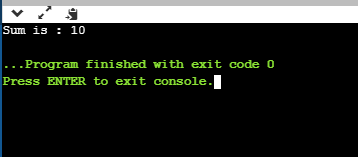 Sum is : 10
...Program finished with exit code 0
Press ENTER to exit console.